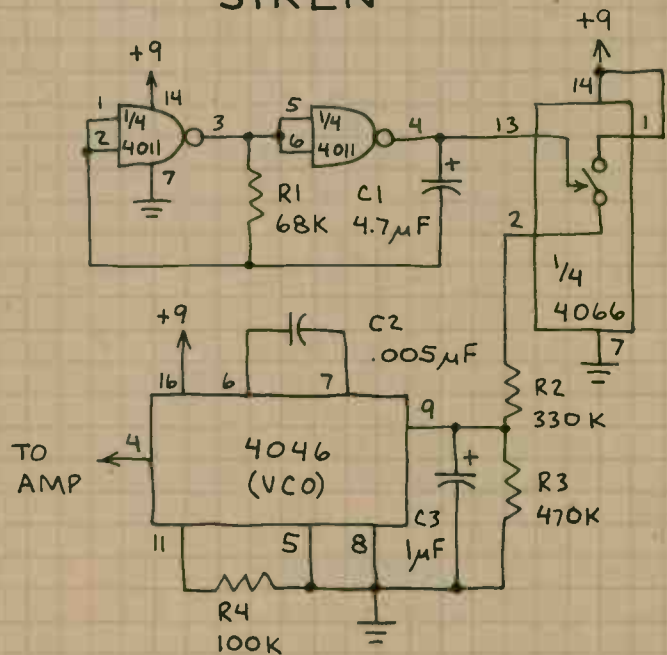 SIREN
+9
+9
14
1
2
1/4
4011
3
7
5
6
1/4
4011
4
13
14
1
R1
68K
C1
4.7µF
+
2
1/4
4066
7
+9
C2
.005µF
16
6
7
R2
330K
9
TO
AMP
4
4046
(VCO)
+
R3
470K
C3
1µF
11
5
8
R4
100K